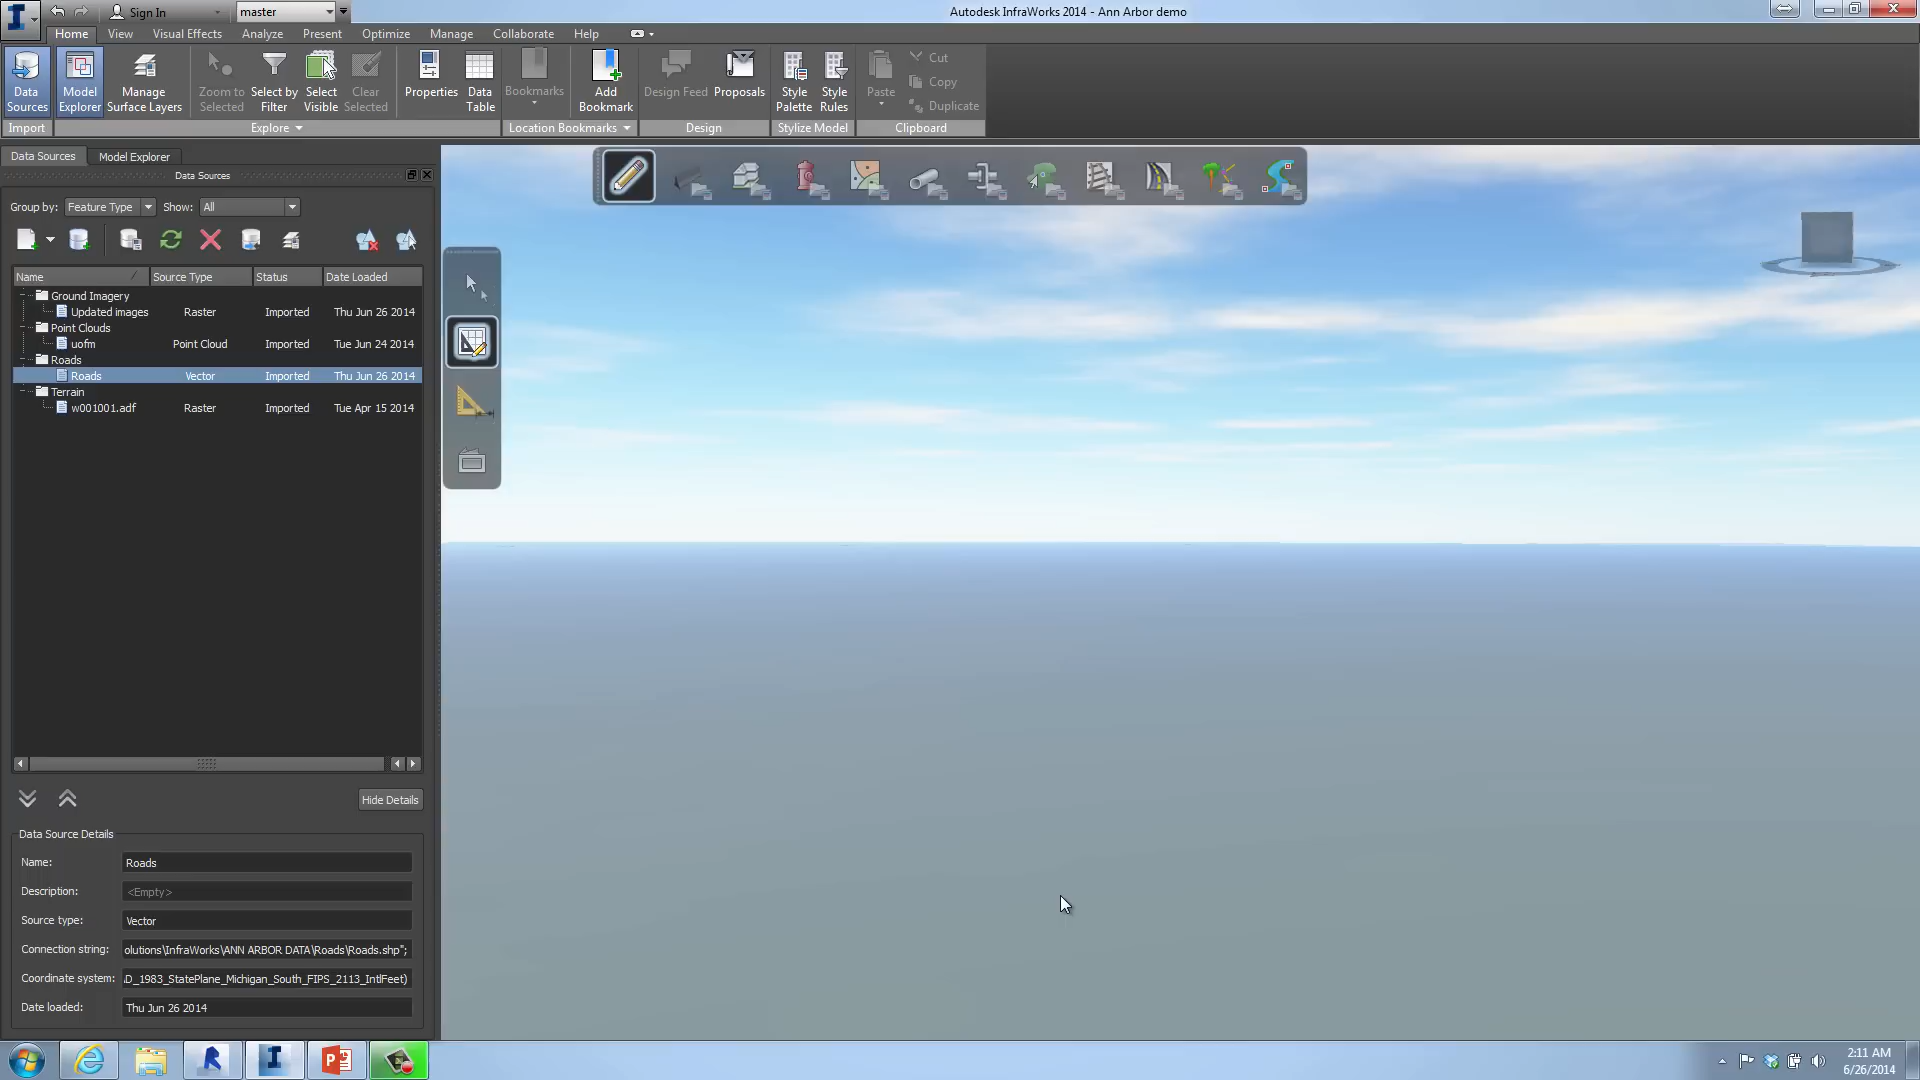 Sign In
master
Autodesk InfraWorks 2014 - Ann Arbor demo
Home View Visual Effects Analyze Present Optimize Manage Collaborate Help
Data Sources
Model Explorer
Manage Surface Layers
Zoom to Selected
Select by Filter
Select Visible
Clear Selected
Properties
Data Table
Bookmarks
Add Bookmark
Design Feed
Proposals
Style Palette
Style Rules
Paste
Cut
Copy
Duplicate
Import Explore Location Bookmarks Design Stylize Model Clipboard
Data Sources Model Explorer
Data Sources
Group by: Feature Type Show: All
Name Source Type Status Date Loaded
Ground Imagery
Updated images Raster Imported Thu Jun 26 2014
Point Clouds
uofm Point Cloud Imported Tue Jun 24 2014
Roads
Roads Vector Imported Thu Jun 26 2014
Terrain
w001001.adf Raster Imported Tue Apr 15 2014
Hide Details
Data Source Details
Name: Roads
Description: <Empty>
Source type: Vector
Connection string: olutions\InfraWorks\ANN ARBOR DATA\Roads\Roads.shp";
Coordinate system: D_1983_StatePlane_Michigan_South_FIPS_2113_IntlFeet)
Date loaded: Thu Jun 26 2014
2:11 AM
6/26/2014